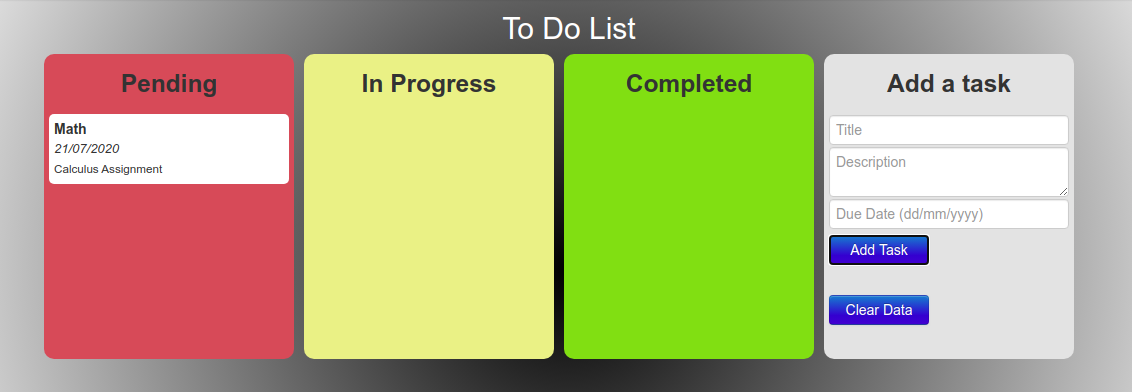 To Do List
Pending
Math
21/07/2020
Calculus Assignment
In Progress
Completed
Add a task
Title
Description
Due Date (dd/mm/yyyy)
Add Task
Clear Data